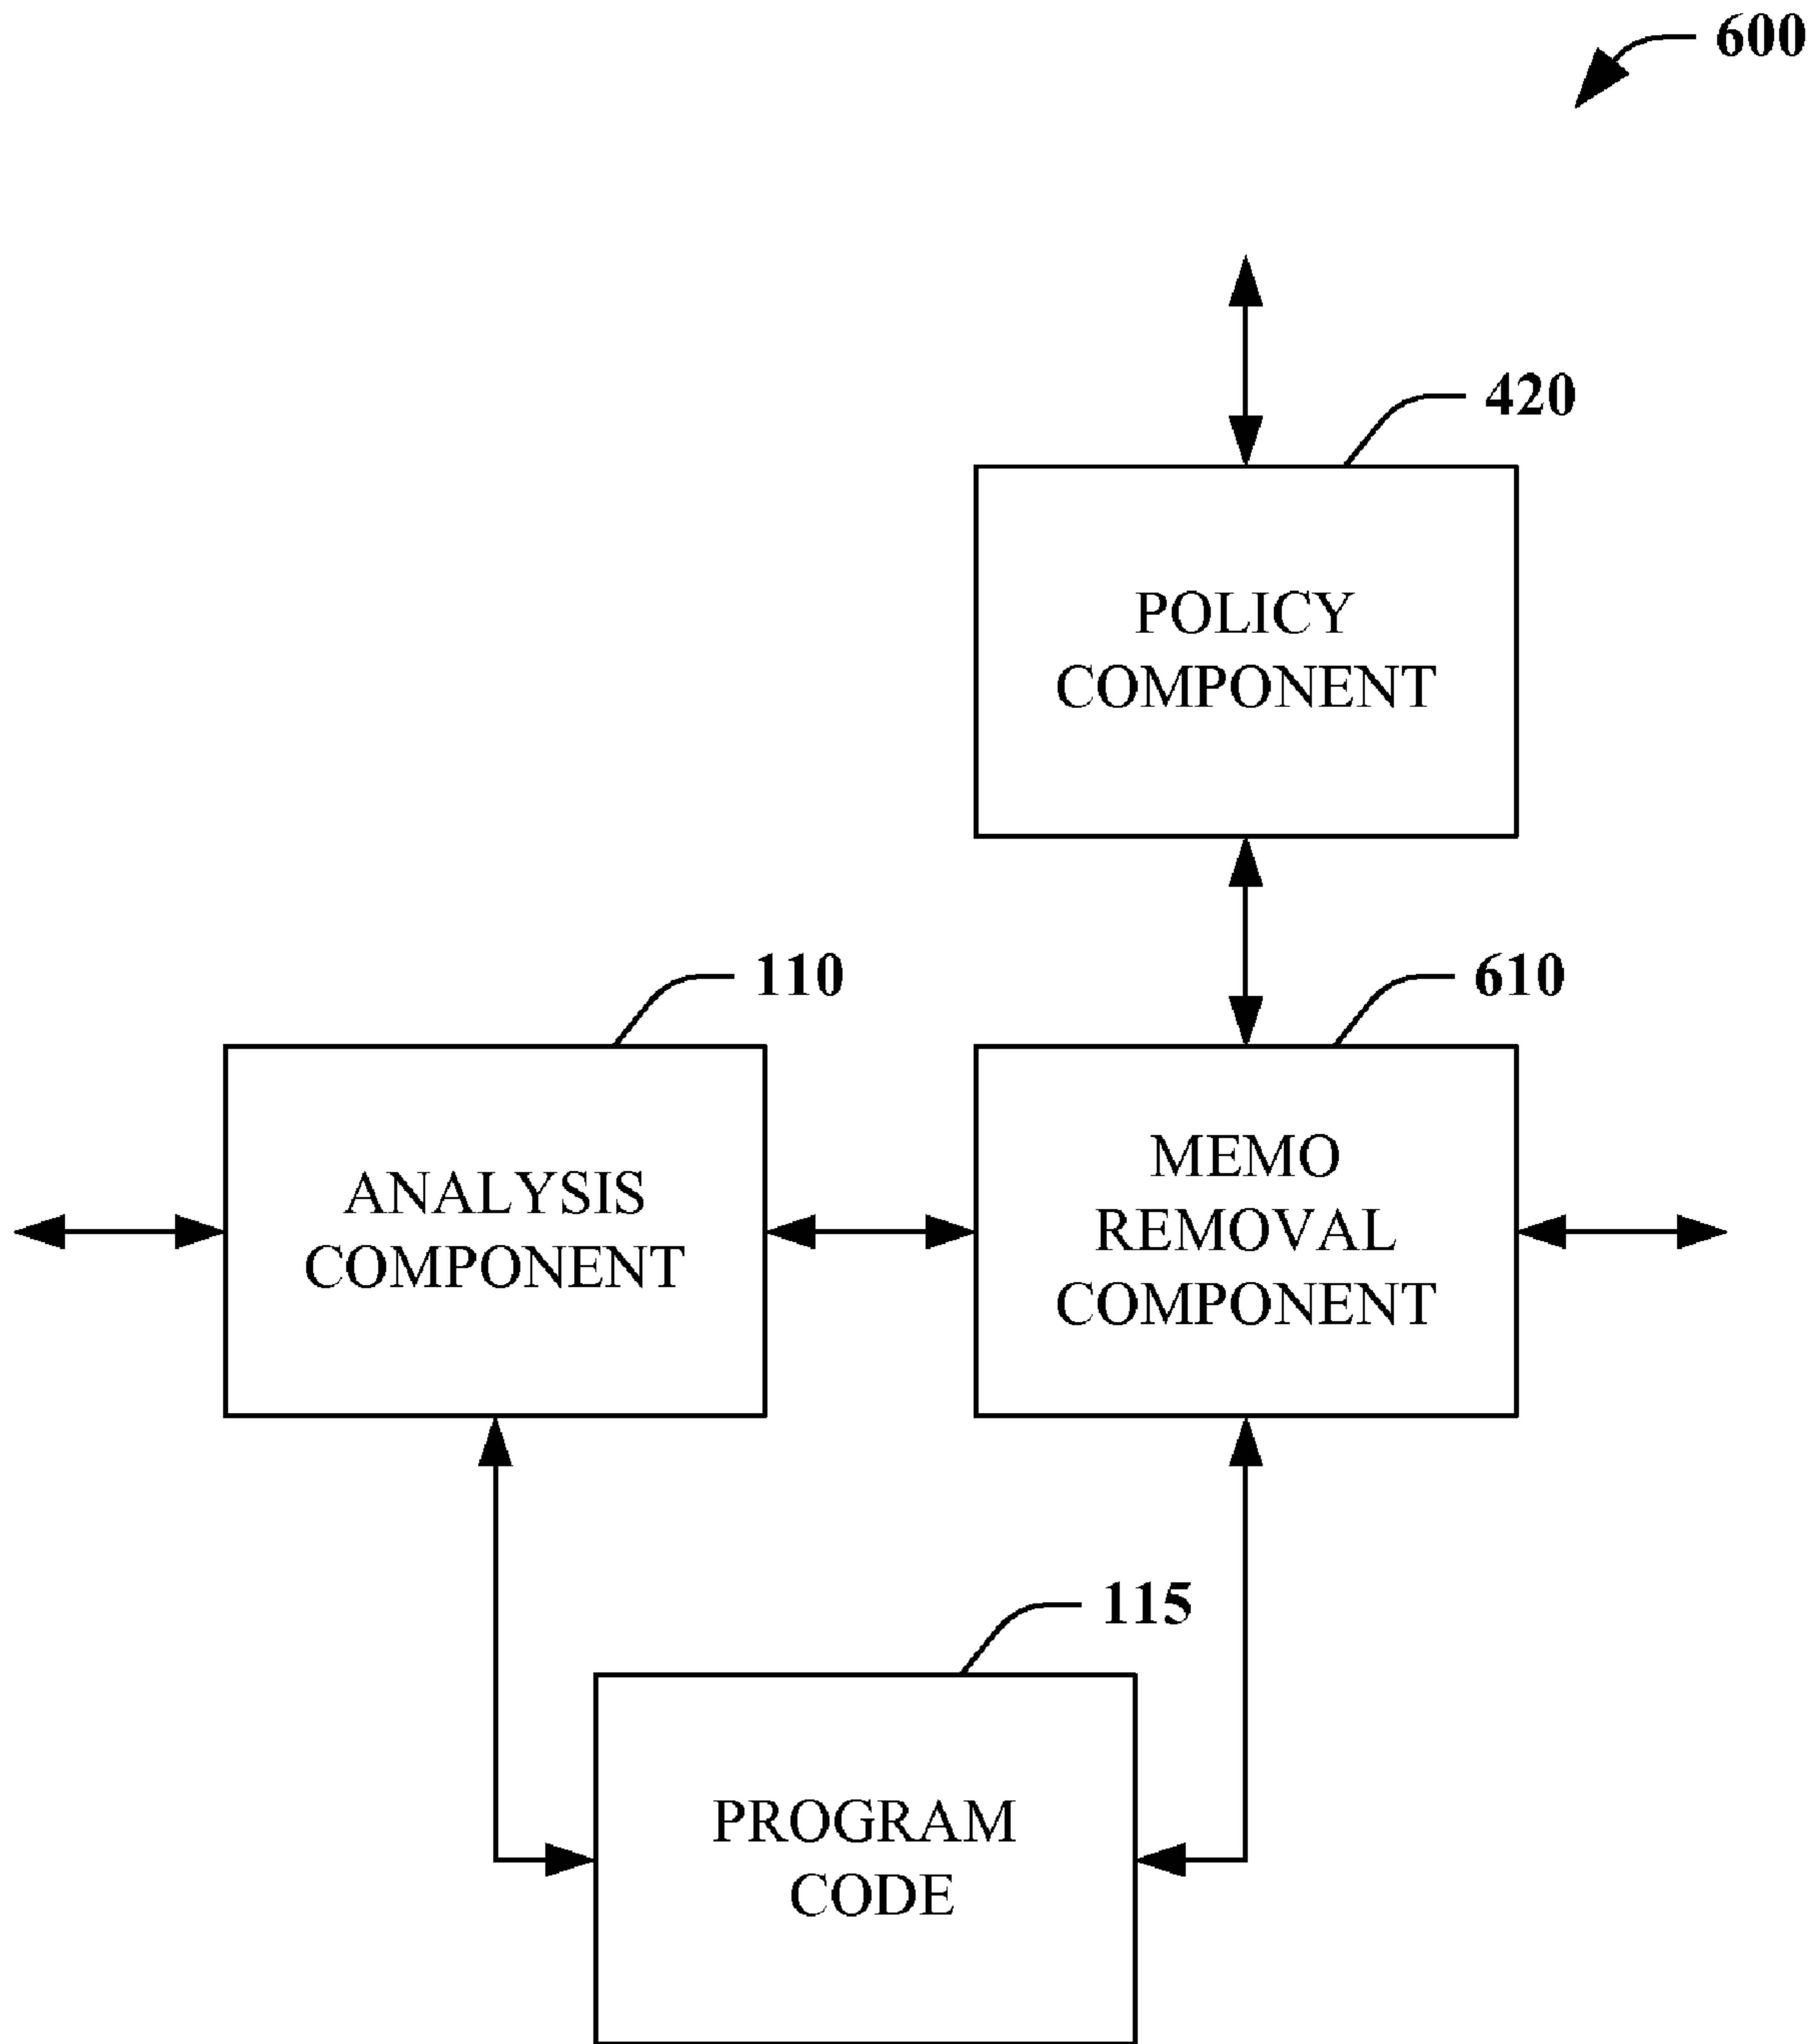 600
420
POLICY
COMPONENT
110
610
ANALYSIS
COMPONENT
MEMO
REMOVAL
COMPONENT
115
PROGRAM
CODE